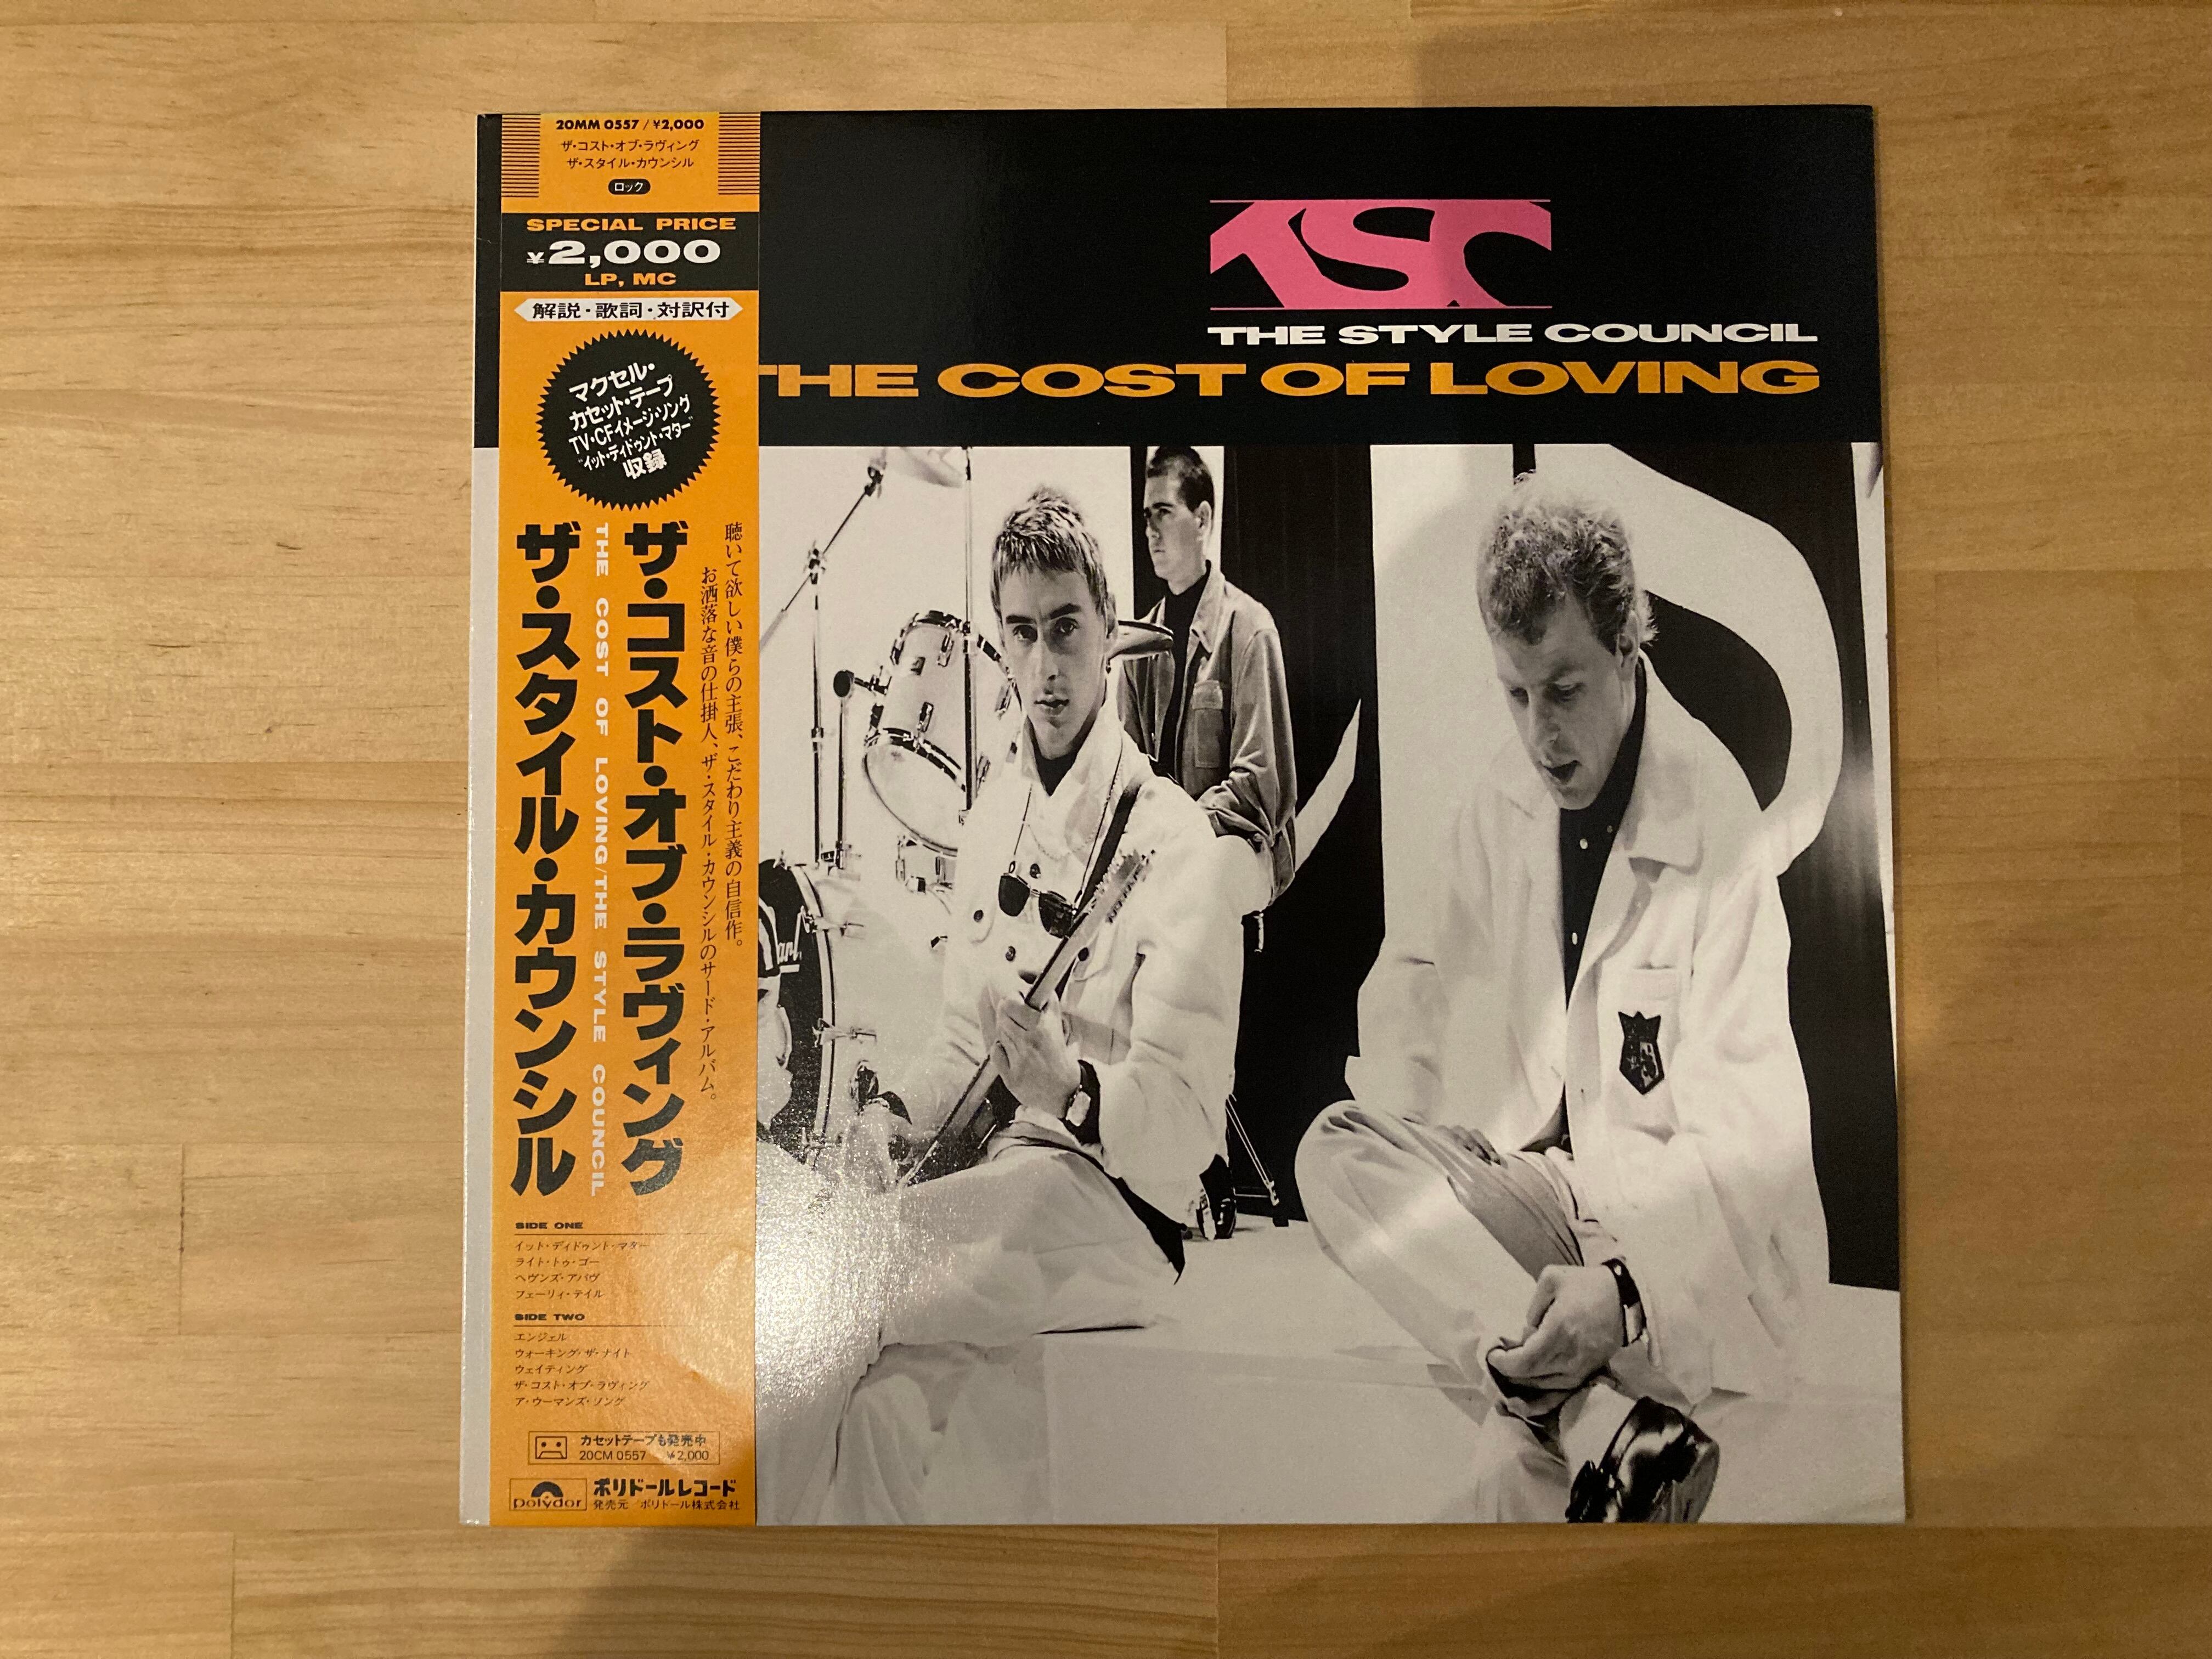 20MM 0557 / ¥2,000
ザ・コスト・オブ・ラヴィング
ザ・スタイル・カウンシル
ロック
SPECIAL PRICE
¥2,000
LP, MC
解説・歌詞・対訳付
マクセル・
カセット・テープ
TV・CFイメージ・ソング
"イット・ディドゥント・マター"
収録
聴いて欲しい僕らの主張、こだわり主義の自信作。
お洒落な音の仕掛人、ザ・スタイル・カウンシルのサード・アルバム。
ザ・コスト・オブ・ラヴィング
THE COST OF LOVING/THE STYLE COUNCIL
ザ・スタイル・カウンシル
SIDE ONE
イット・ディドゥント・マター
ライト・トゥ・ゴー
ヘヴンズ・アバヴ
フェーリィ・テイル
SIDE TWO
エンジェル
ウォーキング・ザ・ナイト
ウェイティング
ザ・コスト・オブ・ラヴィング
ア・ウーマンズ・ソング
カセットテープも発売中
20CM 0557 ¥2,000
polydor
ポリドールレコード
発売元/ポリドール株式会社
TSC
THE STYLE COUNCIL
THE COST OF LOVING